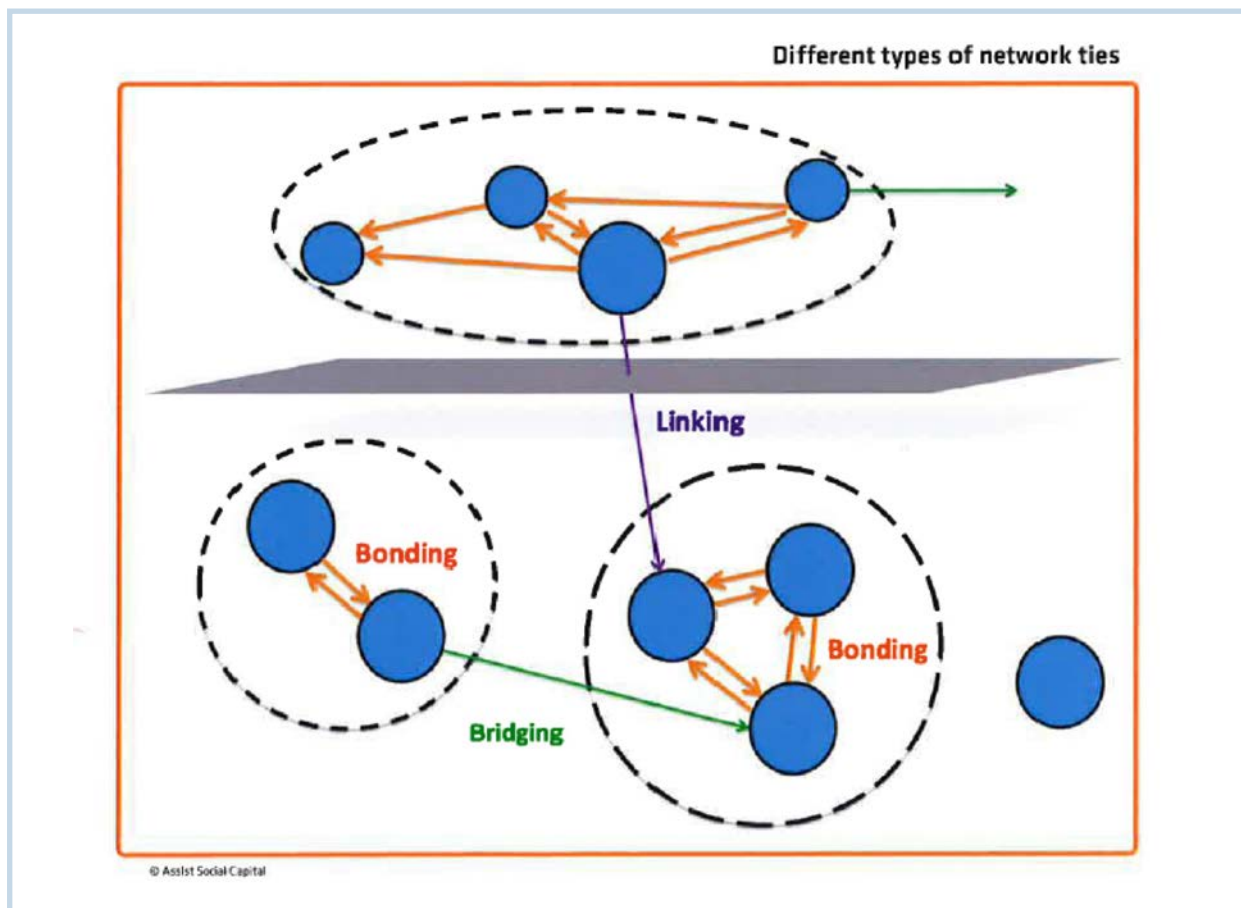 Different types of network ties
Linking
Bonding
Bonding
Bridging
© Assist Social Capital